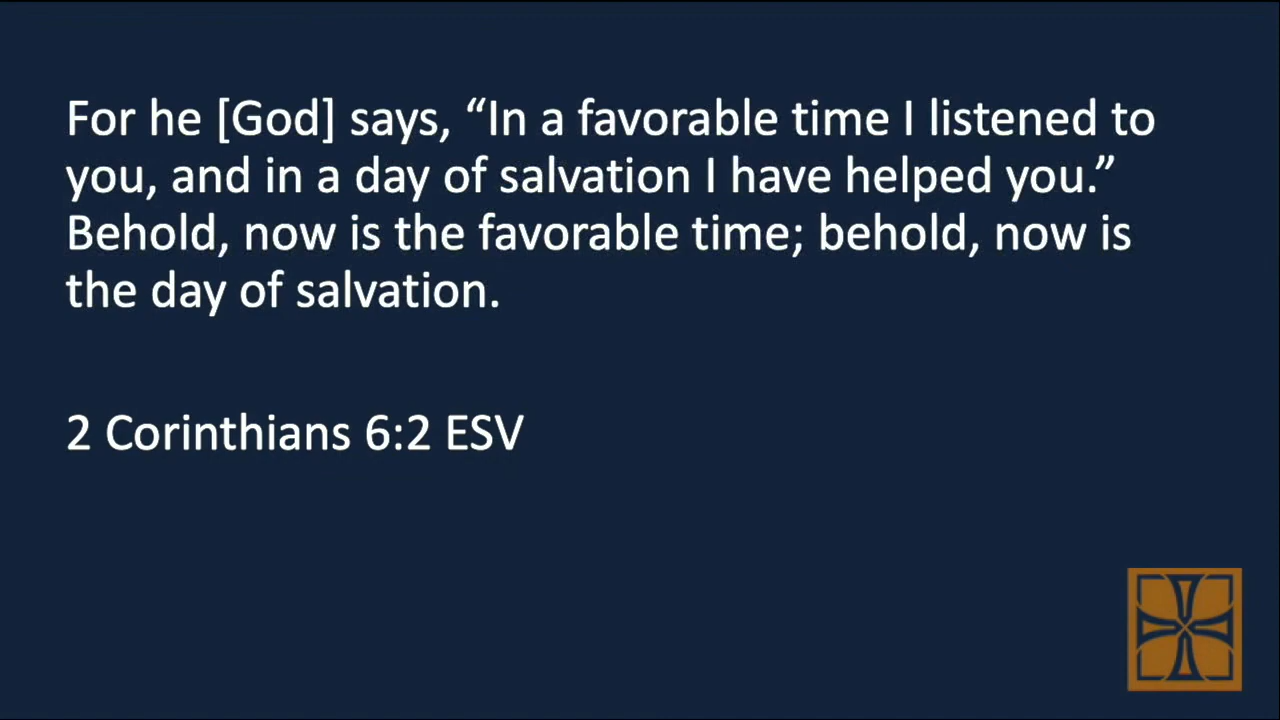 For he [God] says, “In a favorable time I listened to
you, and in a day of salvation I have helped you.”
Behold, now is the favorable time; behold, now is
the day of salvation.
2 Corinthians 6:2 ESV